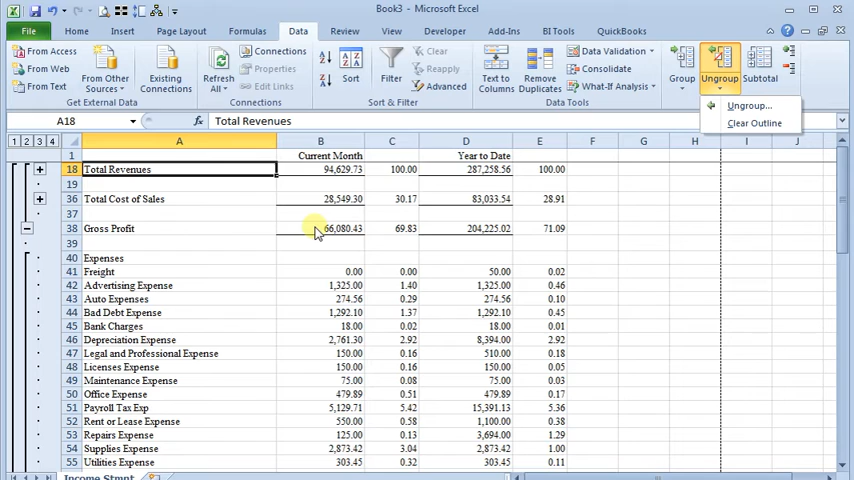 Book3 - Microsoft Excel
File Home Insert Page Layout Formulas Data Review View Developer Add-Ins BI Tools QuickBooks
From Access
From Web
From Text
From Other Sources
Existing Connections
Get External Data
Refresh All
Connections
Properties
Edit Links
Connections
Sort
Filter
Clear
Reapply
Advanced
Sort & Filter
Text to Columns
Remove Duplicates
Data Validation
Consolidate
What-If Analysis
Data Tools
Group
Ungroup
Subtotal
Ungroup...
Clear Outline
A18 fx Total Revenues
1 2 3 4 A B C D E F G H I J
1 Current Month Year to Date
18 Total Revenues 94,629.73 100.00 287,258.56 100.00
19
36 Total Cost of Sales 28,549.30 30.17 83,033.54 28.91
37
38 Gross Profit 66,080.43 69.83 204,225.02 71.09
39
40 Expenses
41 Freight 0.00 0.00 50.00 0.02
42 Advertising Expense 1,325.00 1.40 1,325.00 0.46
43 Auto Expenses 274.56 0.29 274.56 0.10
44 Bad Debt Expense 1,292.10 1.37 1,292.10 0.45
45 Bank Charges 18.00 0.02 18.00 0.01
46 Depreciation Expense 2,761.30 2.92 8,394.00 2.92
47 Legal and Professional Expense 150.00 0.16 510.00 0.18
48 Licenses Expense 150.00 0.16 150.00 0.05
49 Maintenance Expense 75.00 0.08 75.00 0.03
50 Office Expense 479.89 0.51 479.89 0.17
51 Payroll Tax Exp 5,129.71 5.42 15,391.13 5.36
52 Rent or Lease Expense 550.00 0.58 1,100.00 0.38
53 Repairs Expense 125.00 0.13 3,694.00 1.29
54 Supplies Expense 2,873.42 3.04 2,873.42 1.00
55 Utilities Expense 303.45 0.32 303.45 0.11
Income Stmnt